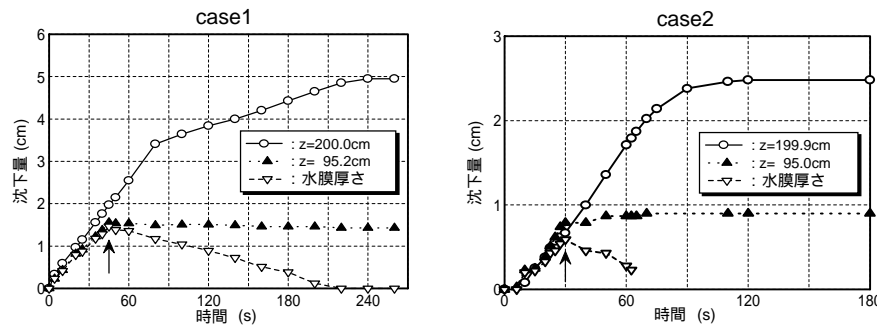 case1
沈下量 (cm)
6
5
4
3
2
1
0
0 60 120 180 240
時間 (s)
: z=200.0cm
: z= 95.2cm
: 水膜厚さ
case2
沈下量 (cm)
3
2
1
0
0 60 120 180
時間 (s)
: z=199.9cm
: z= 95.0cm
: 水膜厚さ